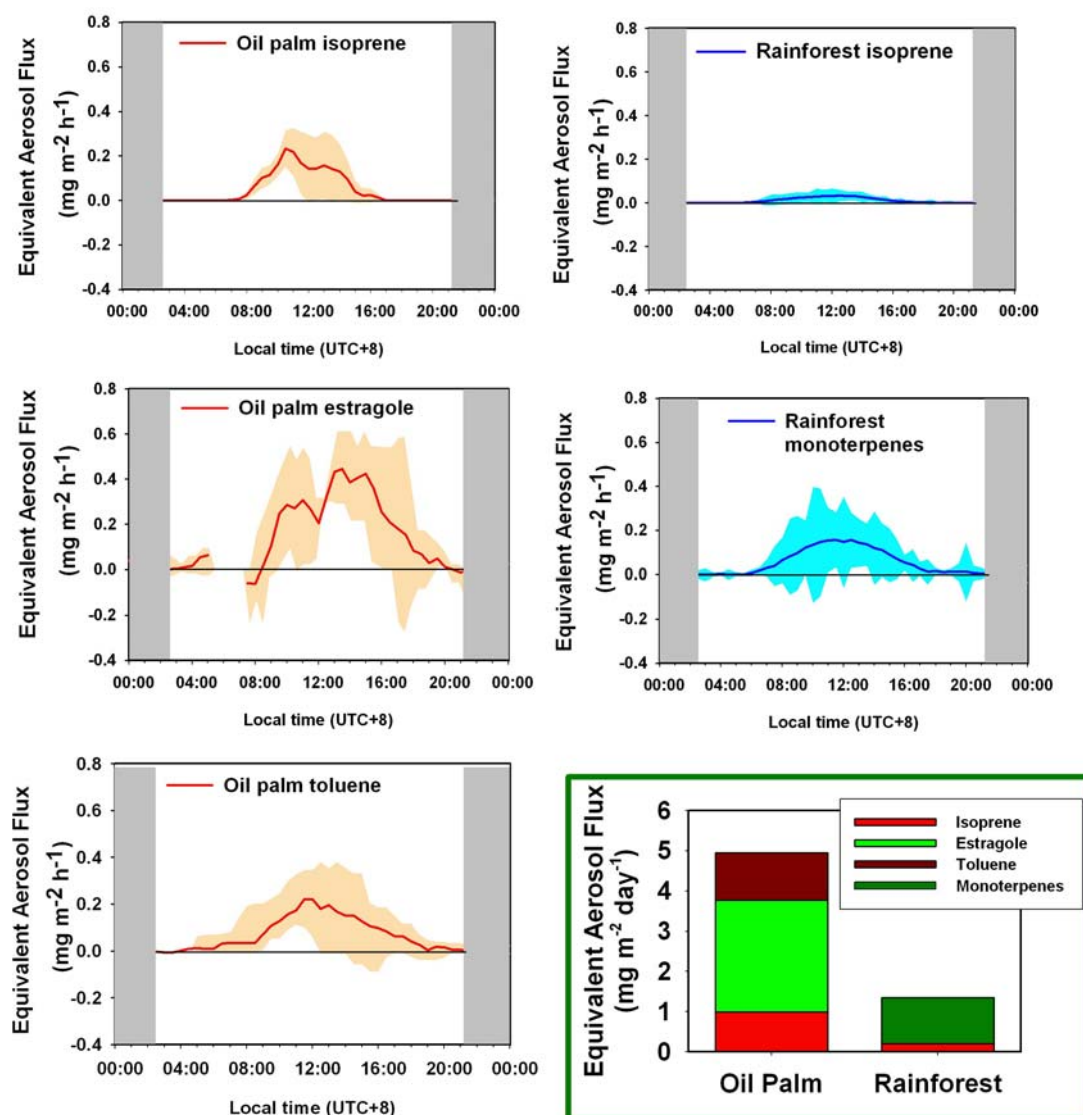 Equivalent Aerosol Flux
(mg m-2 h-1)
0.8
0.6
0.4
0.2
0.0
-0.2
-0.4
Oil palm isoprene
00:00 04:00 08:00 12:00 16:00 20:00 00:00
Local time (UTC+8)
Equivalent Aerosol Flux
(mg m-2 h-1)
0.8
0.6
0.4
0.2
0.0
-0.2
-0.4
Rainforest isoprene
00:00 04:00 08:00 12:00 16:00 20:00 00:00
Local time (UTC+8)
Equivalent Aerosol Flux
(mg m-2 h-1)
0.8
0.6
0.4
0.2
0.0
-0.2
-0.4
Oil palm estragole
00:00 04:00 08:00 12:00 16:00 20:00 00:00
Local time (UTC+8)
Equivalent Aerosol Flux
(mg m-2 h-1)
0.8
0.6
0.4
0.2
0.0
-0.2
-0.4
Rainforest
monoterpenes
00:00 04:00 08:00 12:00 16:00 20:00 00:00
Local time (UTC+8)
Equivalent Aerosol Flux
(mg m-2 h-1)
0.8
0.6
0.4
0.2
0.0
-0.2
-0.4
Oil palm toluene
00:00 04:00 08:00 12:00 16:00 20:00 00:00
Local time (UTC+8)
Equivalent Aerosol Flux
(mg m-2 day-1)
6
5
4
3
2
1
0
Isoprene
Estragole
Toluene
Monoterpenes
Oil Palm Rainforest